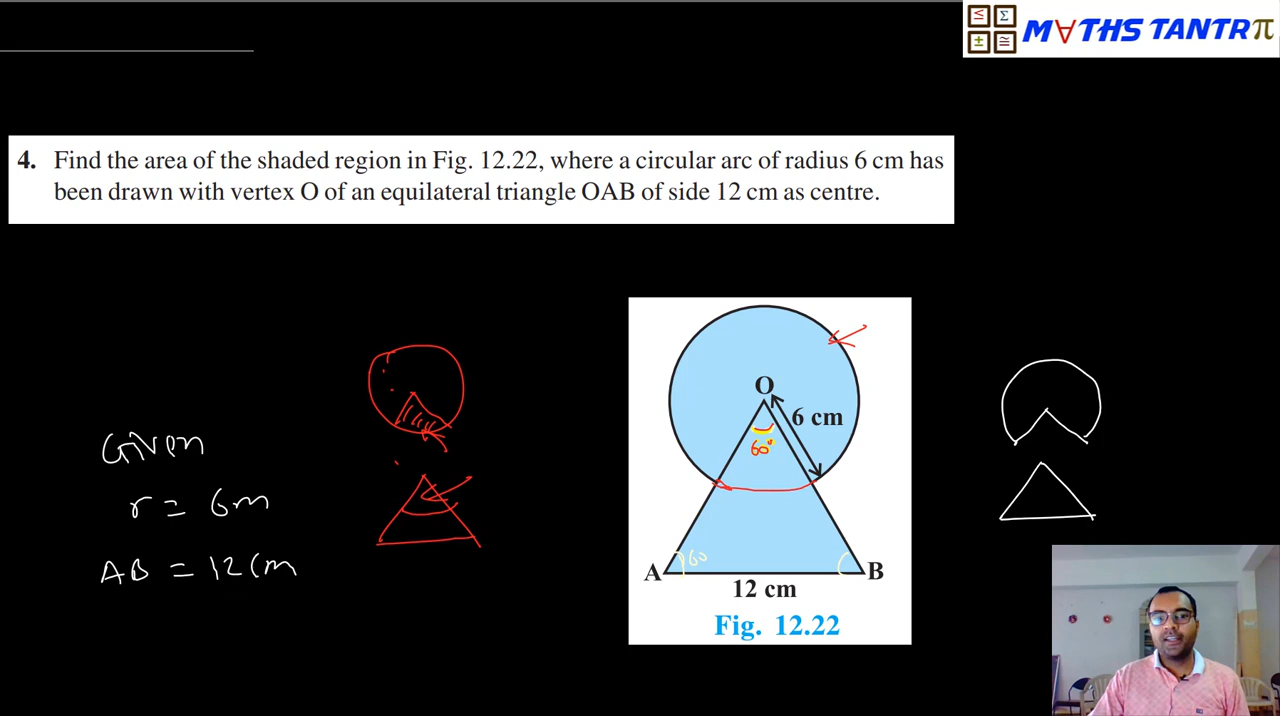 ≤ Σ ± ≅ M∀THS TANTRπ
4. Find the area of the shaded region in Fig. 12.22, where a circular arc of radius 6 cm has
been drawn with vertex O of an equilateral triangle OAB of side 12 cm as centre.
O
6 cm
60°
Given
r = 6m
AB = 12cm
60
A
B
12 cm
Fig. 12.22